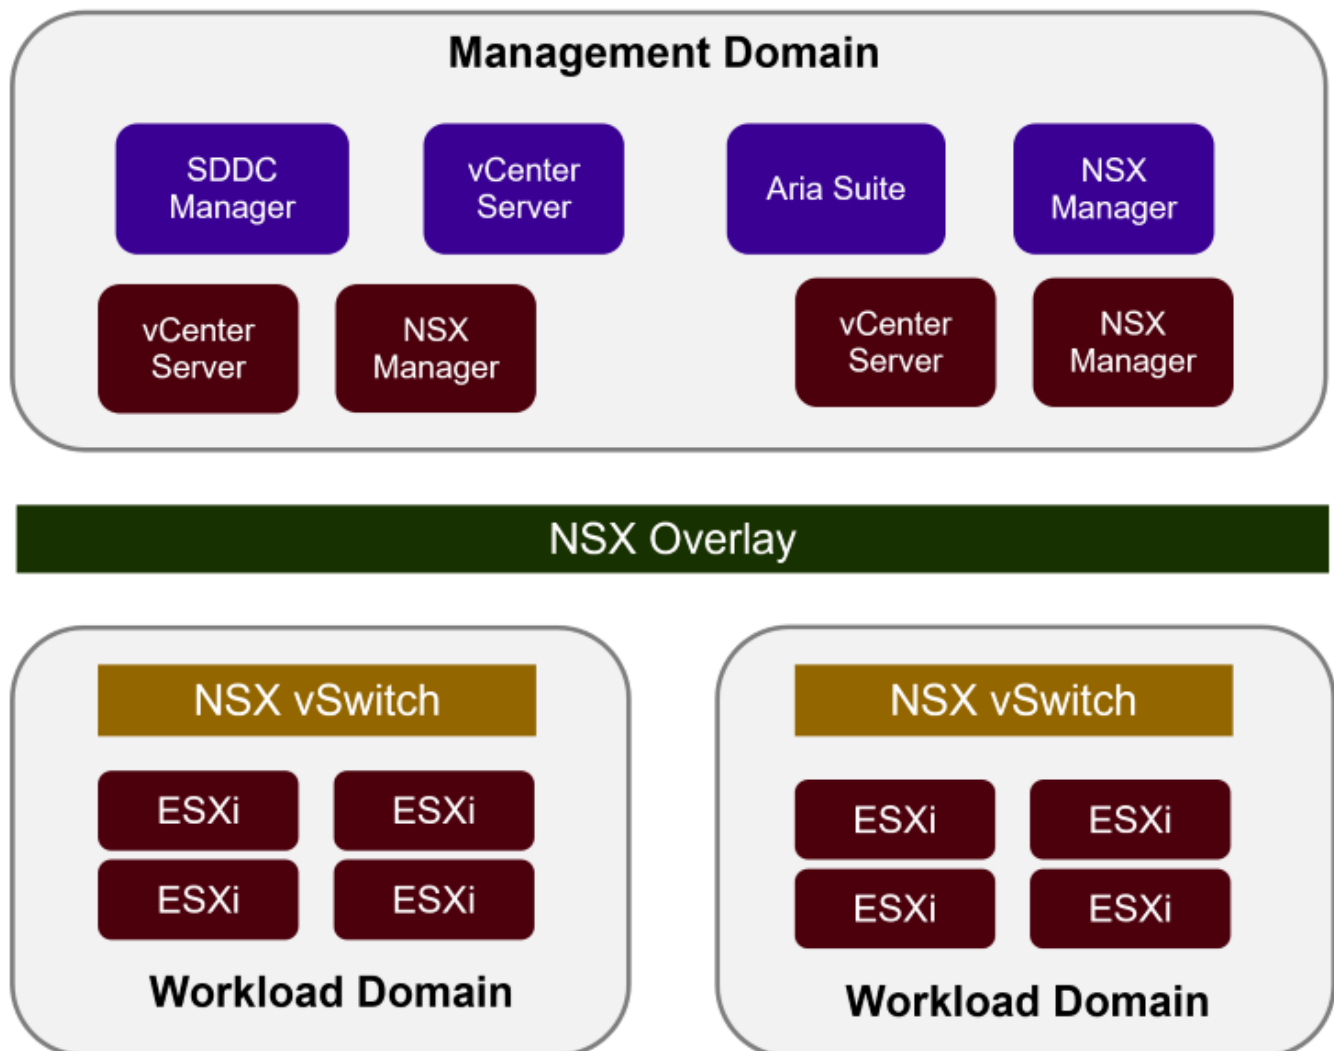 Management Domain
SDDC
Manager
vCenter
Server
Aria Suite
NSX
Manager
vCenter
Server
NSX
Manager
vCenter
Server
NSX
Manager
NSX Overlay
NSX vSwitch
ESXi
ESXi
ESXi
ESXi
Workload Domain
NSX vSwitch
ESXi
ESXi
ESXi
ESXi
Workload Domain